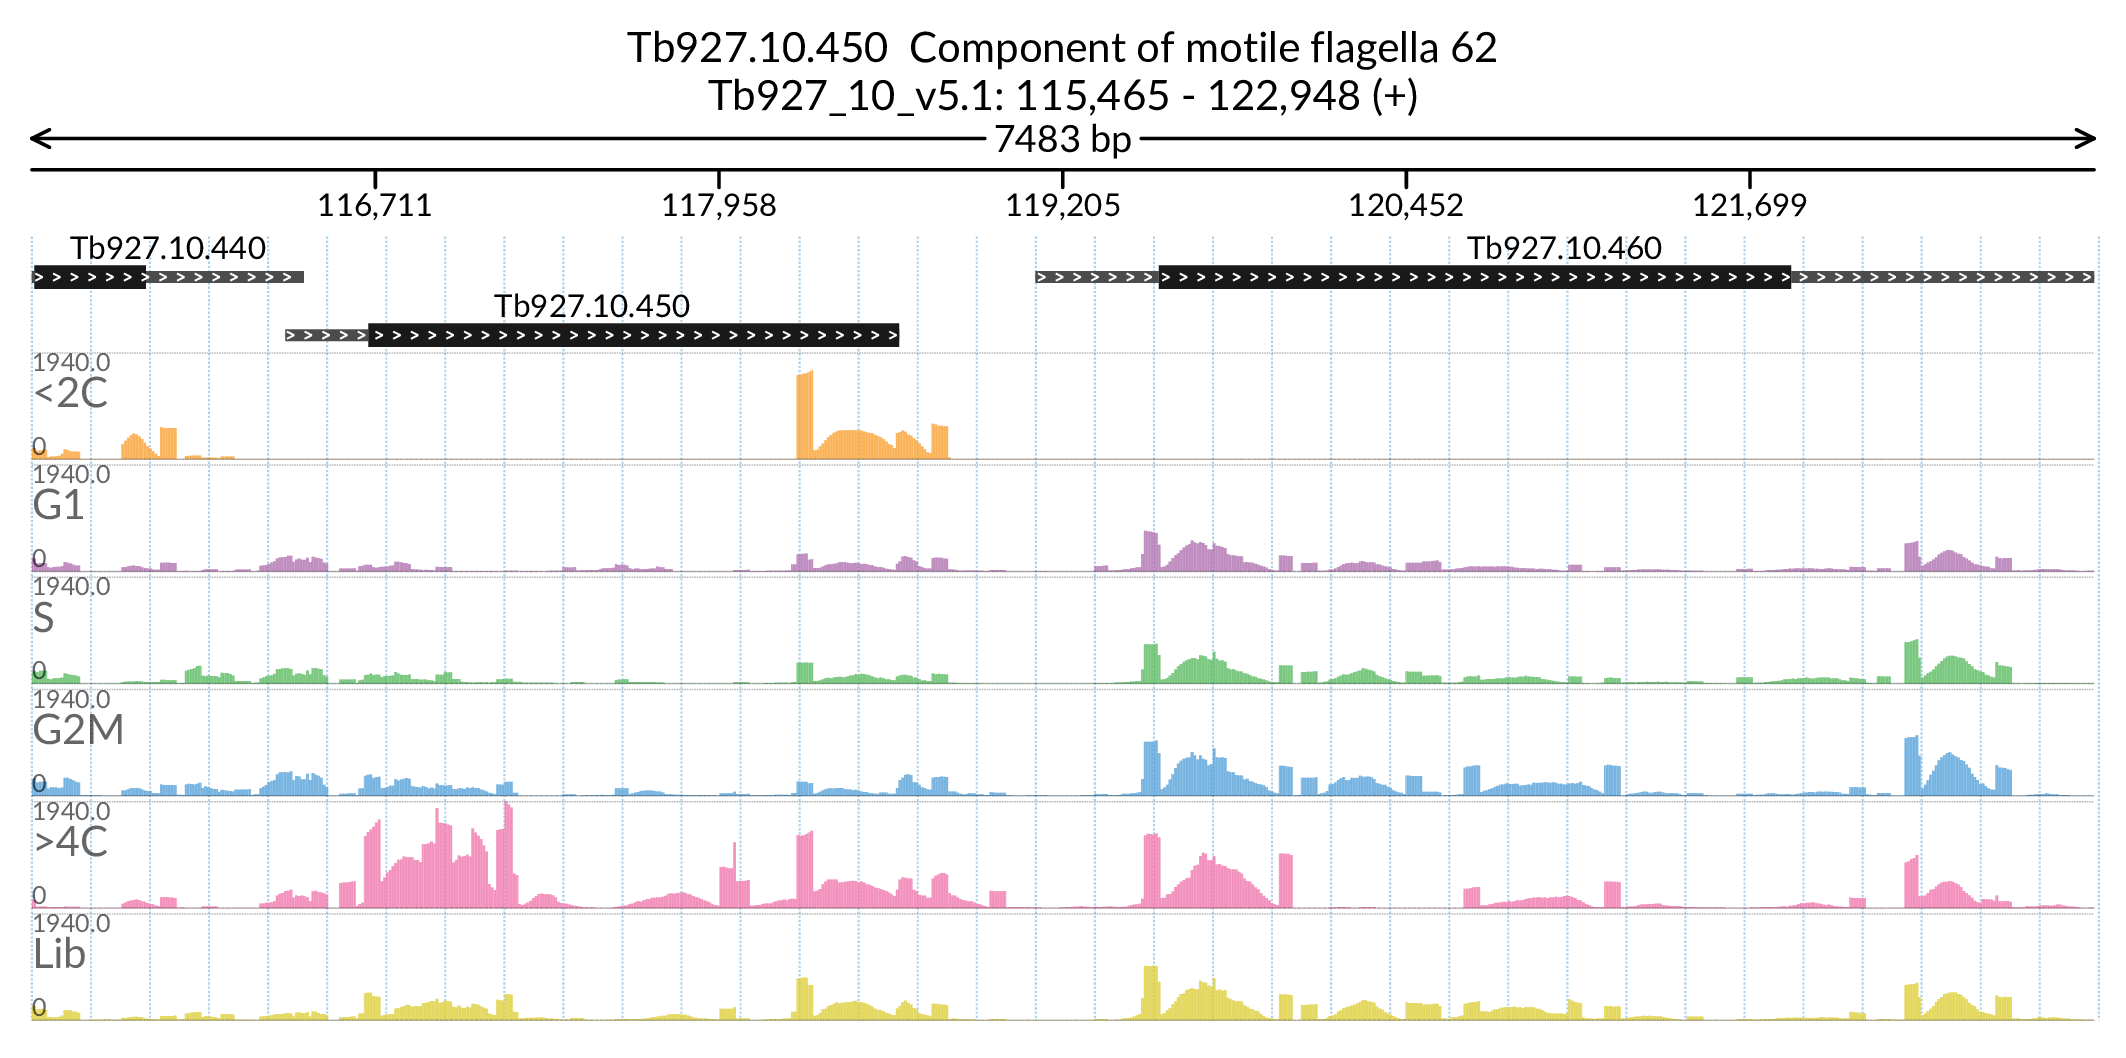 Tb927.10.450  Component of motile flagella 62
Tb927_10_v5.1: 115,465 - 122,948 (+)
7483 bp
116,711 117,958 119,205 120,452 121,699
Tb927.10.440 Tb927.10.460
Tb927.10.450
1940.0
<2C
0
1940.0
G1
0
1940.0
S
0
1940.0
G2M
0
1940.0
>4C
0
1940.0
Lib
0